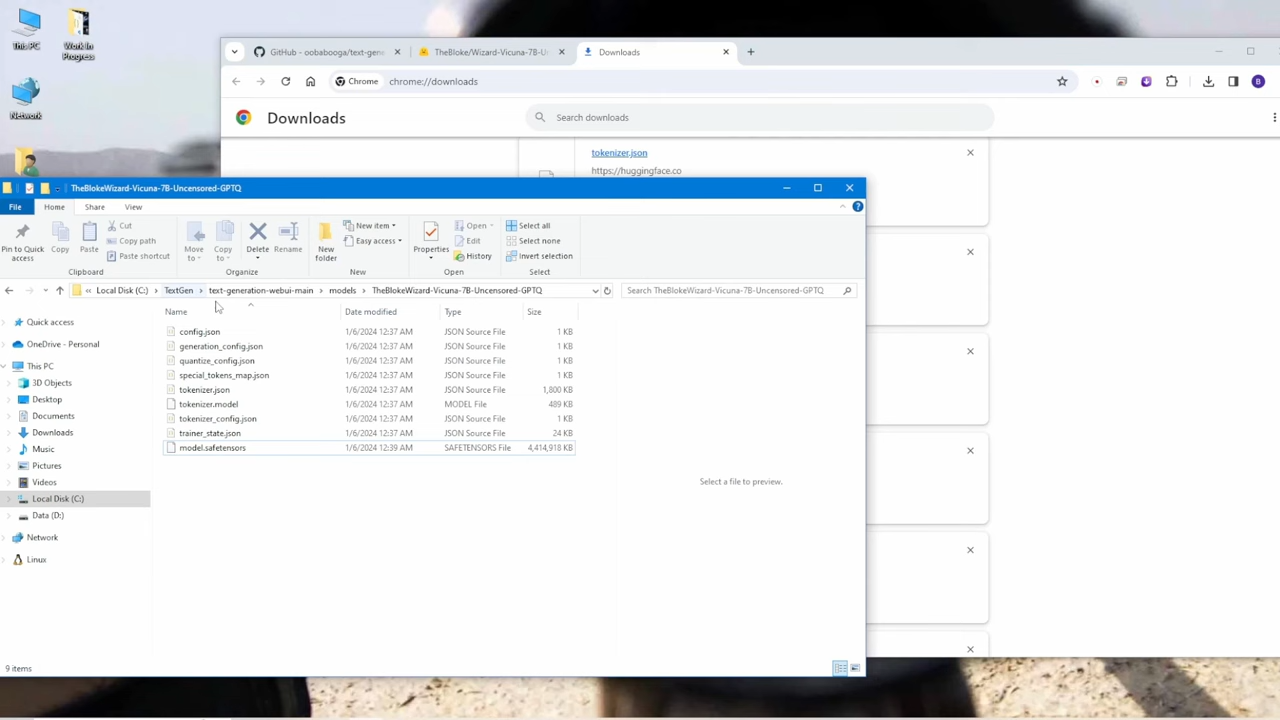 This PC
Work In
Progress
Network
GitHub - oobabooga/text-gene
TheBloke/Wizard-Vicuna-7B-Un
Downloads
Chrome
chrome://downloads
B
Downloads
Search downloads
tokenizer.json
https://huggingface.co
TheBlokeWizard-Vicuna-7B-Uncensored-GPTQ
File
Home
Share
View
Pin to Quick
access
Copy
Paste
Cut
Copy path
Paste shortcut
Clipboard
Move
to
Copy
to
Delete
Rename
Organize
New
folder
New item
Easy access
New
Properties
Open
Edit
History
Open
Select all
Select none
Invert selection
Select
« Local Disk (C:) > TextGen > text-generation-webui-main > models > TheBlokeWizard-Vicuna-7B-Uncensored-GPTQ
Search TheBlokeWizard-Vicuna-7B-Uncensored-GPTQ
Quick access
OneDrive - Personal
This PC
3D Objects
Desktop
Documents
Downloads
Music
Pictures
Videos
Local Disk (C:)
Data (D:)
Network
Linux
Name Date modified Type Size
config.json 1/6/2024 12:37 AM JSON Source File 1 KB
generation_config.json 1/6/2024 12:37 AM JSON Source File 1 KB
quantize_config.json 1/6/2024 12:37 AM JSON Source File 1 KB
special_tokens_map.json 1/6/2024 12:37 AM JSON Source File 1 KB
tokenizer.json 1/6/2024 12:37 AM JSON Source File 1,800 KB
tokenizer.model 1/6/2024 12:37 AM MODEL File 489 KB
tokenizer_config.json 1/6/2024 12:37 AM JSON Source File 1 KB
trainer_state.json 1/6/2024 12:37 AM JSON Source File 24 KB
model.safetensors 1/6/2024 12:39 AM SAFETENSORS File 4,414,918 KB
Select a file to preview.
9 items